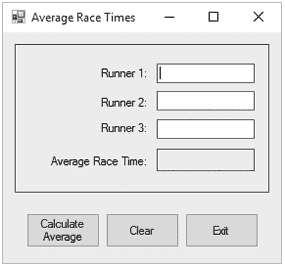 Average Race Times
Runner 1:
Runner 2:
Runner 3:
Average Race Time:
Calculate
Average
Clear
Exit